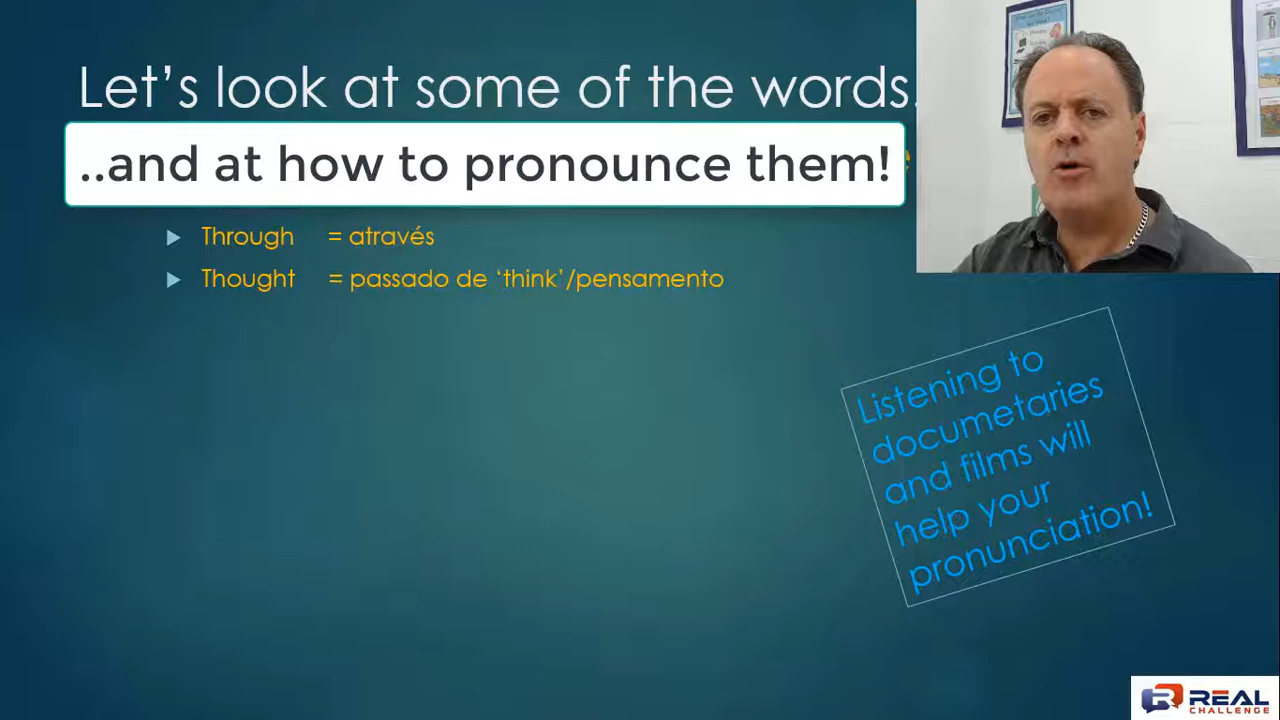 Let's look at some of the words.
..and at how to pronounce them!
Through = através
Thought = passado de ‘think’/pensamento
Listening to
documetaries
and films will
help your
pronunciation!
REAL
CHALLENGE